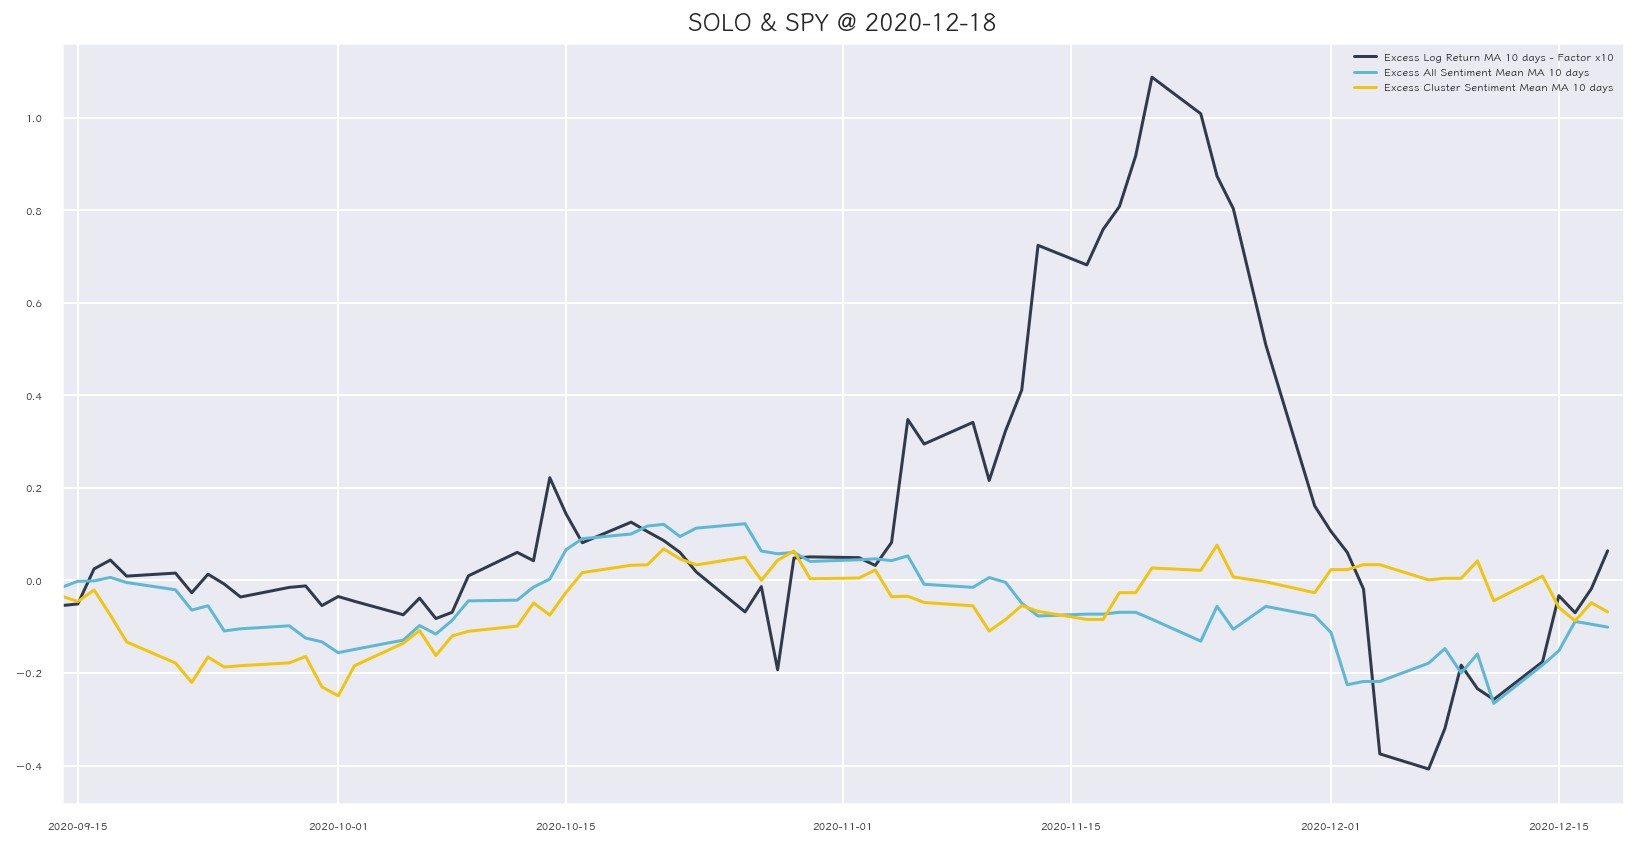 SOLO & SPY @ 2020-12-18
Excess Log Return MA 10 days - Factor x10
Excess All Sentiment Mean MA 10 days
Excess Cluster Sentiment Mean MA 10 days
1.0
0.8
0.6
0.4
0.2
0.0
−0.2
−0.4
2020-09-15 2020-10-01 2020-10-15 2020-11-01 2020-11-15 2020-12-01 2020-12-15